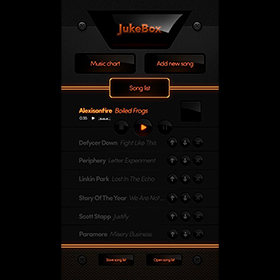 JukeBox
Music chart
Add new song
Song list
Alexisonfire Boiled Frogs
0:35
Defycer Down Fight Like This
Periphery Letter Experiment
Linkin Park Lost In The Echo
Story Of The Year We Are Not ...
Scott Stapp Justify
Paramore Misery Business
Save song list
Open song list